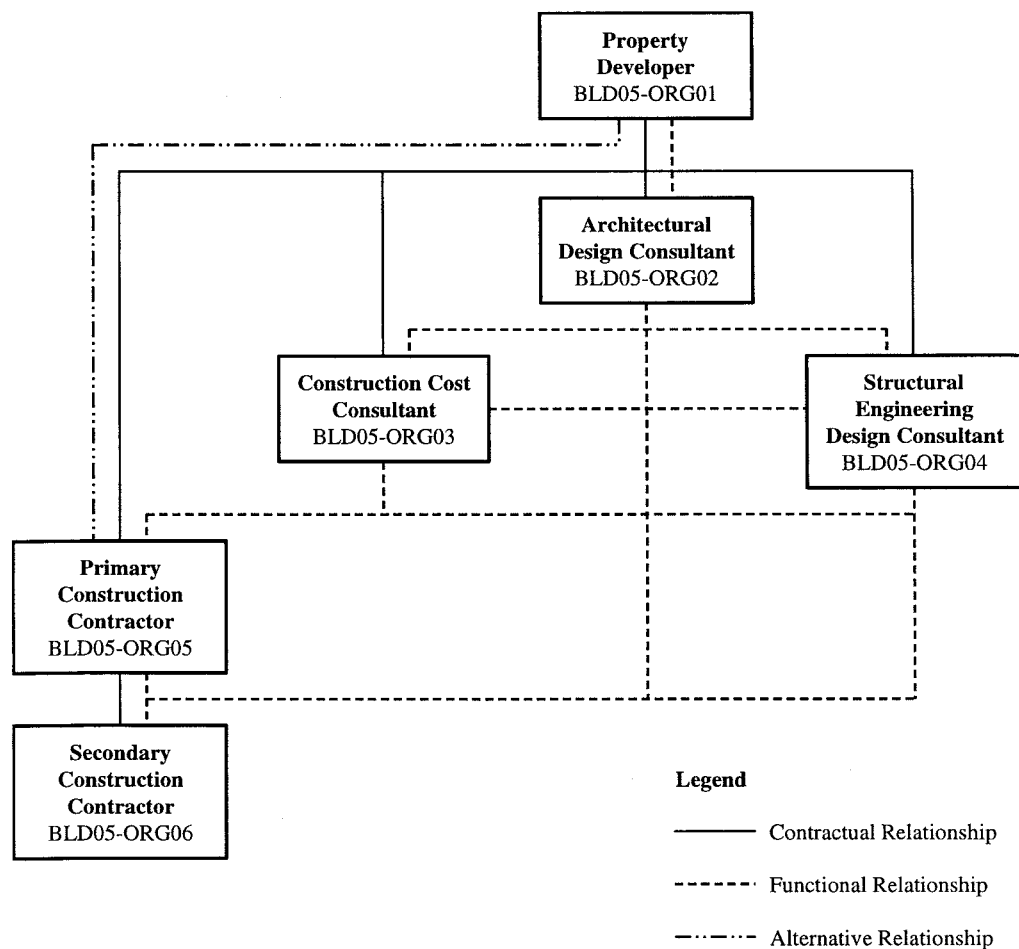 Property
Developer
BLD05-ORG01
Architectural
Design Consultant
BLD05-ORG02
Construction Cost
Consultant
BLD05-ORG03
Structural
Engineering
Design Consultant
BLD05-ORG04
Primary
Construction
Contractor
BLD05-ORG05
Secondary
Construction
Contractor
BLD05-ORG06
Legend
Contractual Relationship
Functional Relationship
Alternative Relationship